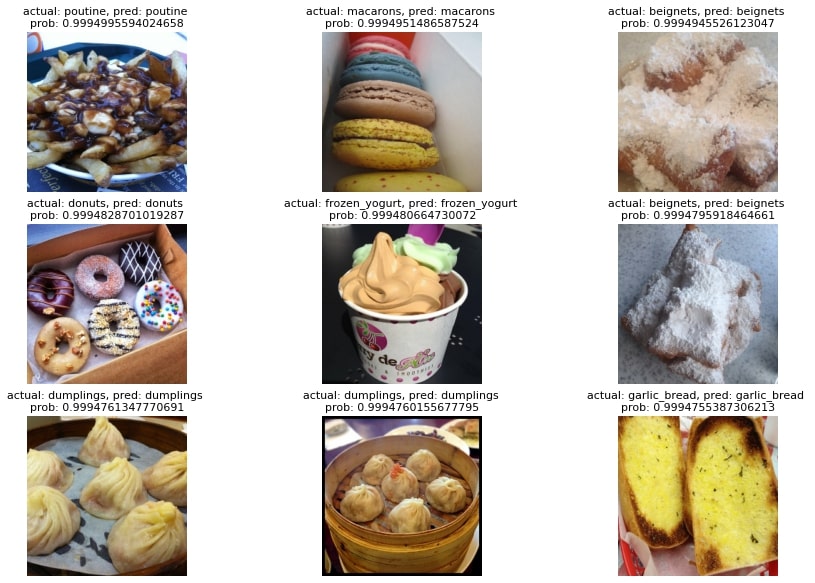 actual: poutine, pred: poutine
prob: 0.9994995594024658
actual: macarons, pred: macarons
prob: 0.9994951486587524
actual: beignets, pred: beignets
prob: 0.9994945526123047
actual: donuts, pred: donuts
prob: 0.9994828701019287
actual: frozen_yogurt, pred: frozen_yogurt
prob: 0.999480664730072
actual: beignets, pred: beignets
prob: 0.9994795918464661
actual: dumplings, pred: dumplings
prob: 0.9994761347770691
actual: dumplings, pred: dumplings
prob: 0.9994760155677795
actual: garlic_bread, pred: garlic_bread
prob: 0.9994755387306213